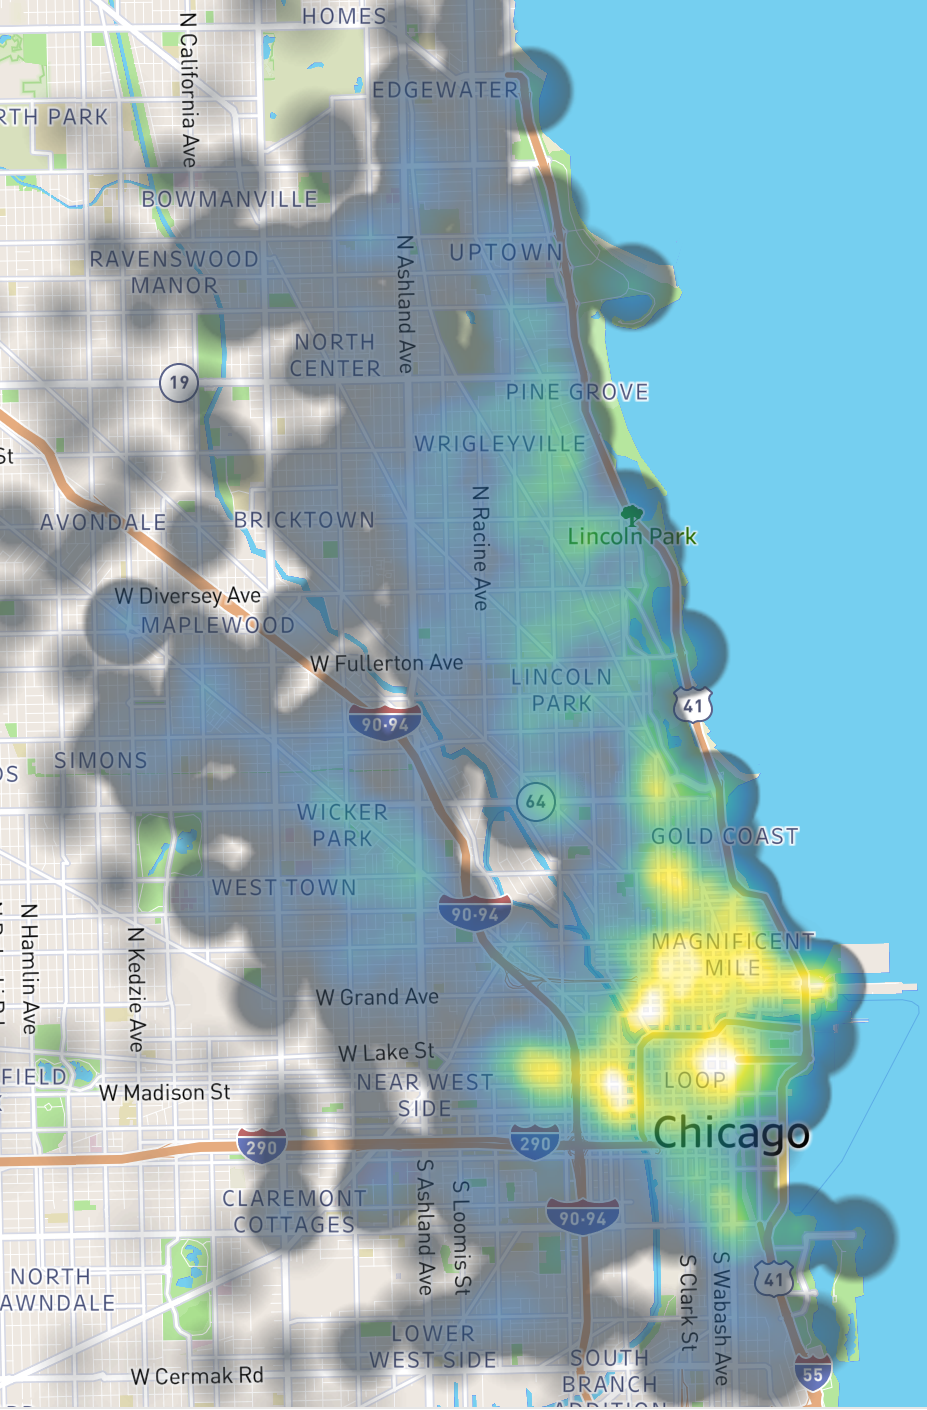 HOMES
N California Ave
EDGEWATER
RTH PARK
BOWMANVILLE
RAVENSWOOD
MANOR
N Ashland Ave
UPTOWN
NORTH
CENTER
19
PINE GROVE
WRIGLEYVILLE
St
N Racine Ave
AVONDALE
BRICKTOWN
Lincoln Park
W Diversey Ave
MAPLEWOOD
W Fullerton Ave
LINCOLN
PARK
41
90-94
SIMONS
DS
WICKER
PARK
64
GOLD COAST
WEST TOWN
90-94
N Hamlin Ave
N Kedzie Ave
MAGNIFICENT
MILE
W Grand Ave
W Lake St
FIELD
W Madison St
NEAR WEST
SIDE
LOOP
Chicago
290
290
S Ashland Ave
S Loomis St
CLAREMONT
COTTAGES
90-94
NORTH
AWNDALE
S Clark St
S Wabash Ave
41
LOWER
WEST SIDE
W Cermak Rd
SOUTH
BRANCH
ADDITION
55